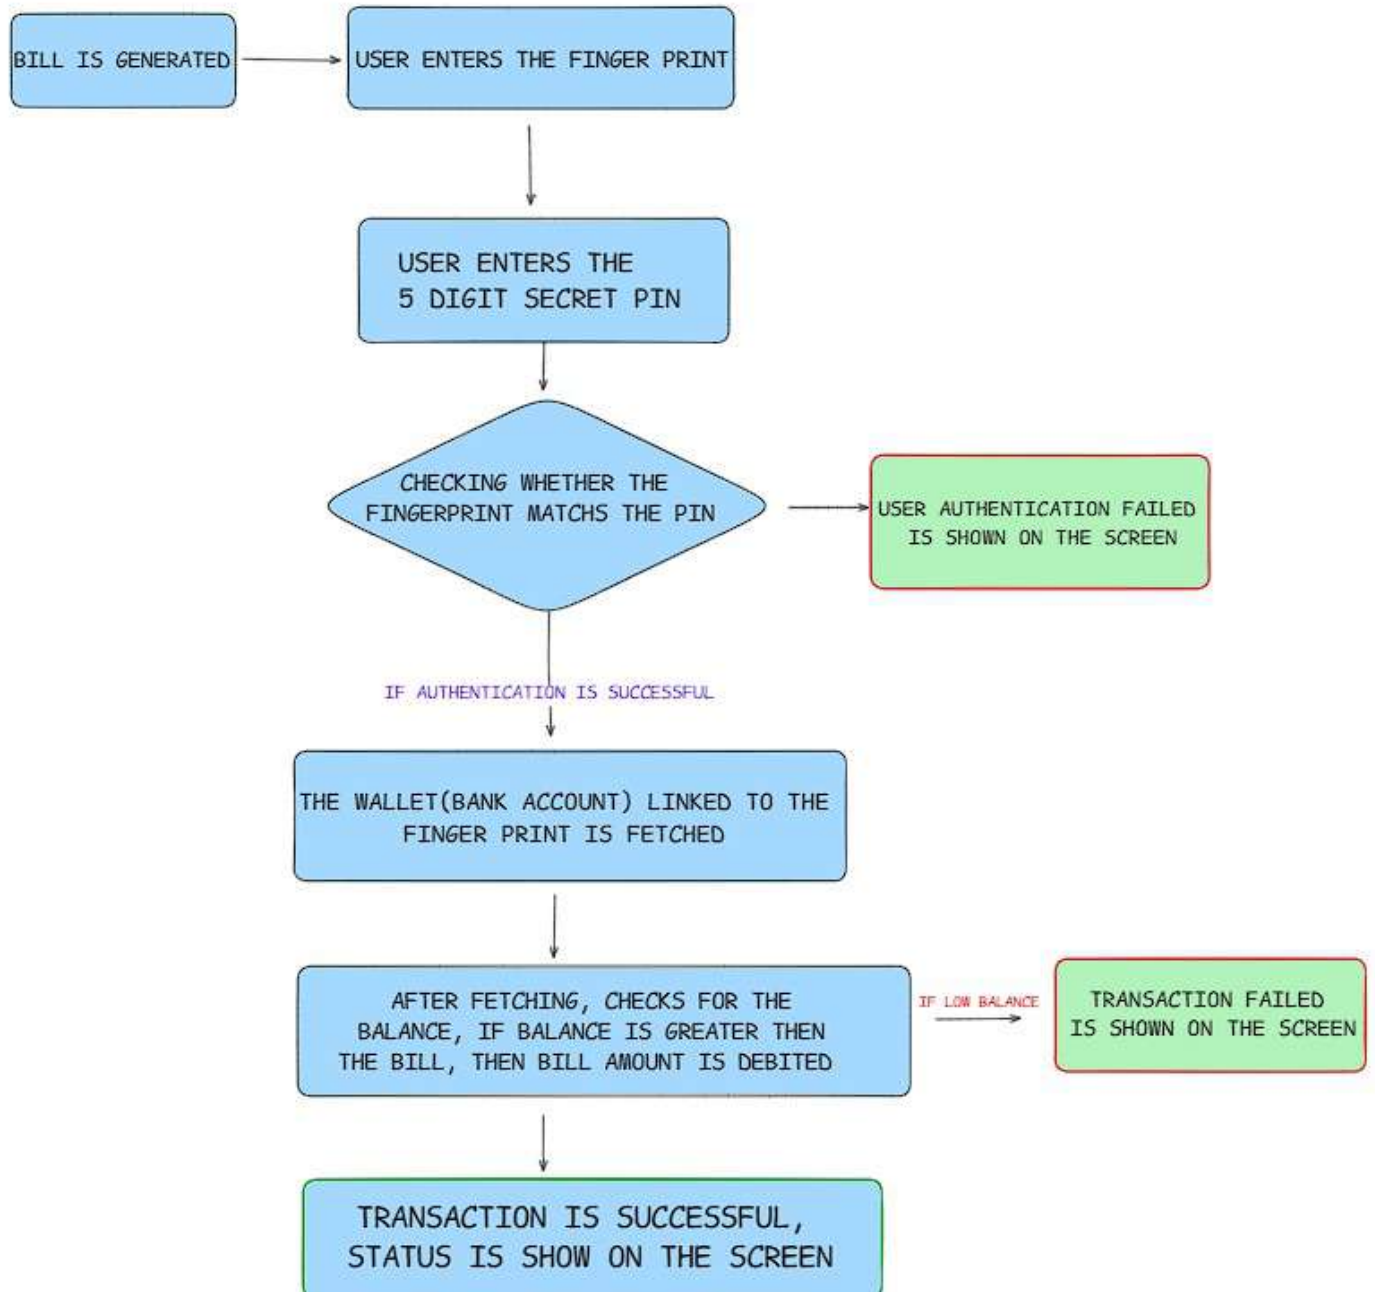 BILL IS GENERATED
USER ENTERS THE FINGER PRINT
USER ENTERS THE
5 DIGIT SECRET PIN
CHECKING WHETHER THE
FINGERPRINT MATCHS THE PIN
USER AUTHENTICATION FAILED
IS SHOWN ON THE SCREEN
IF AUTHENTICATION IS SUCCESSFUL
THE WALLET(BANK ACCOUNT) LINKED TO THE
FINGER PRINT IS FETCHED
AFTER FETCHING, CHECKS FOR THE
BALANCE, IF BALANCE IS GREATER THEN
THE BILL, THEN BILL AMOUNT IS DEBITED
IF LOW BALANCE
TRANSACTION FAILED
IS SHOWN ON THE SCREEN
TRANSACTION IS SUCCESSFUL,
STATUS IS SHOW ON THE SCREEN